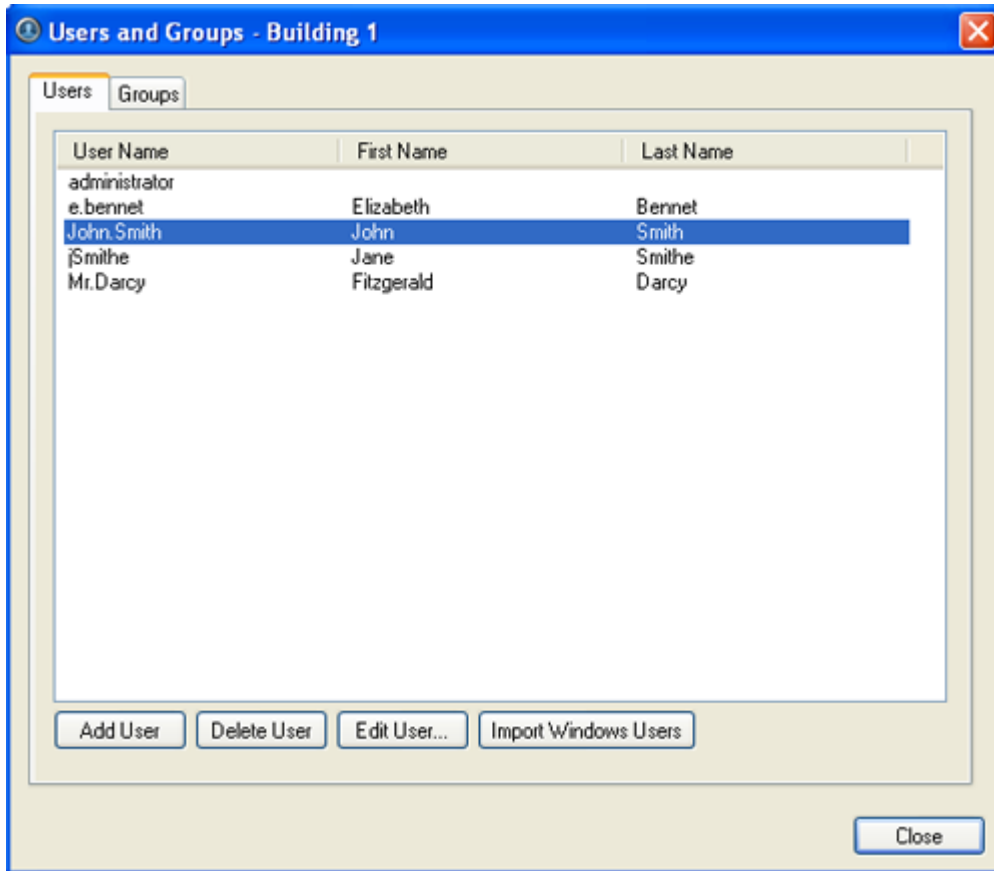 Users and Groups - Building 1
Users Groups
User Name First Name Last Name
administrator
e.bennet Elizabeth Bennet
John.Smith John Smith
jSmithe Jane Smithe
Mr.Darcy Fitzgerald Darcy
Add User Delete User Edit User... Import Windows Users
Close